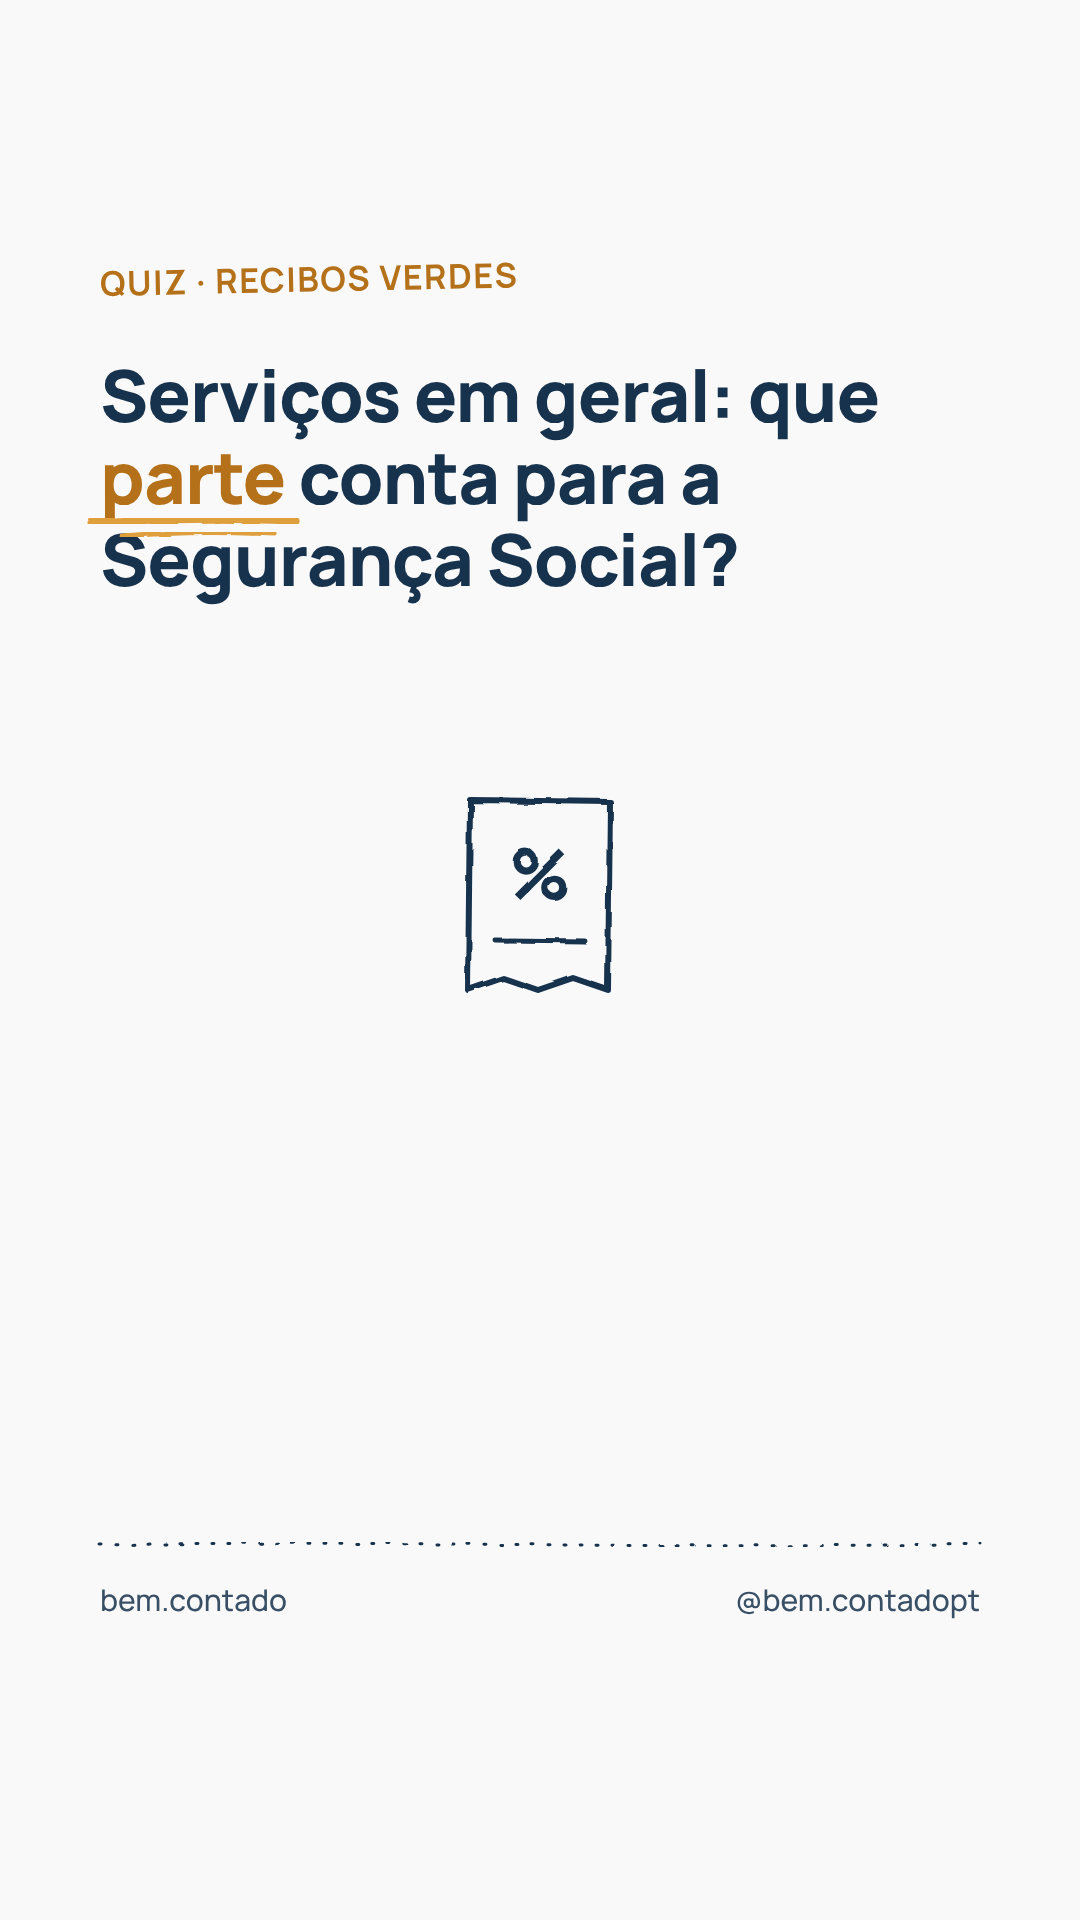 QUIZ · RECIBOS VERDES
Serviços em geral: que
parte conta para a
Segurança Social?
%
bem.contado
@bem.contadopt